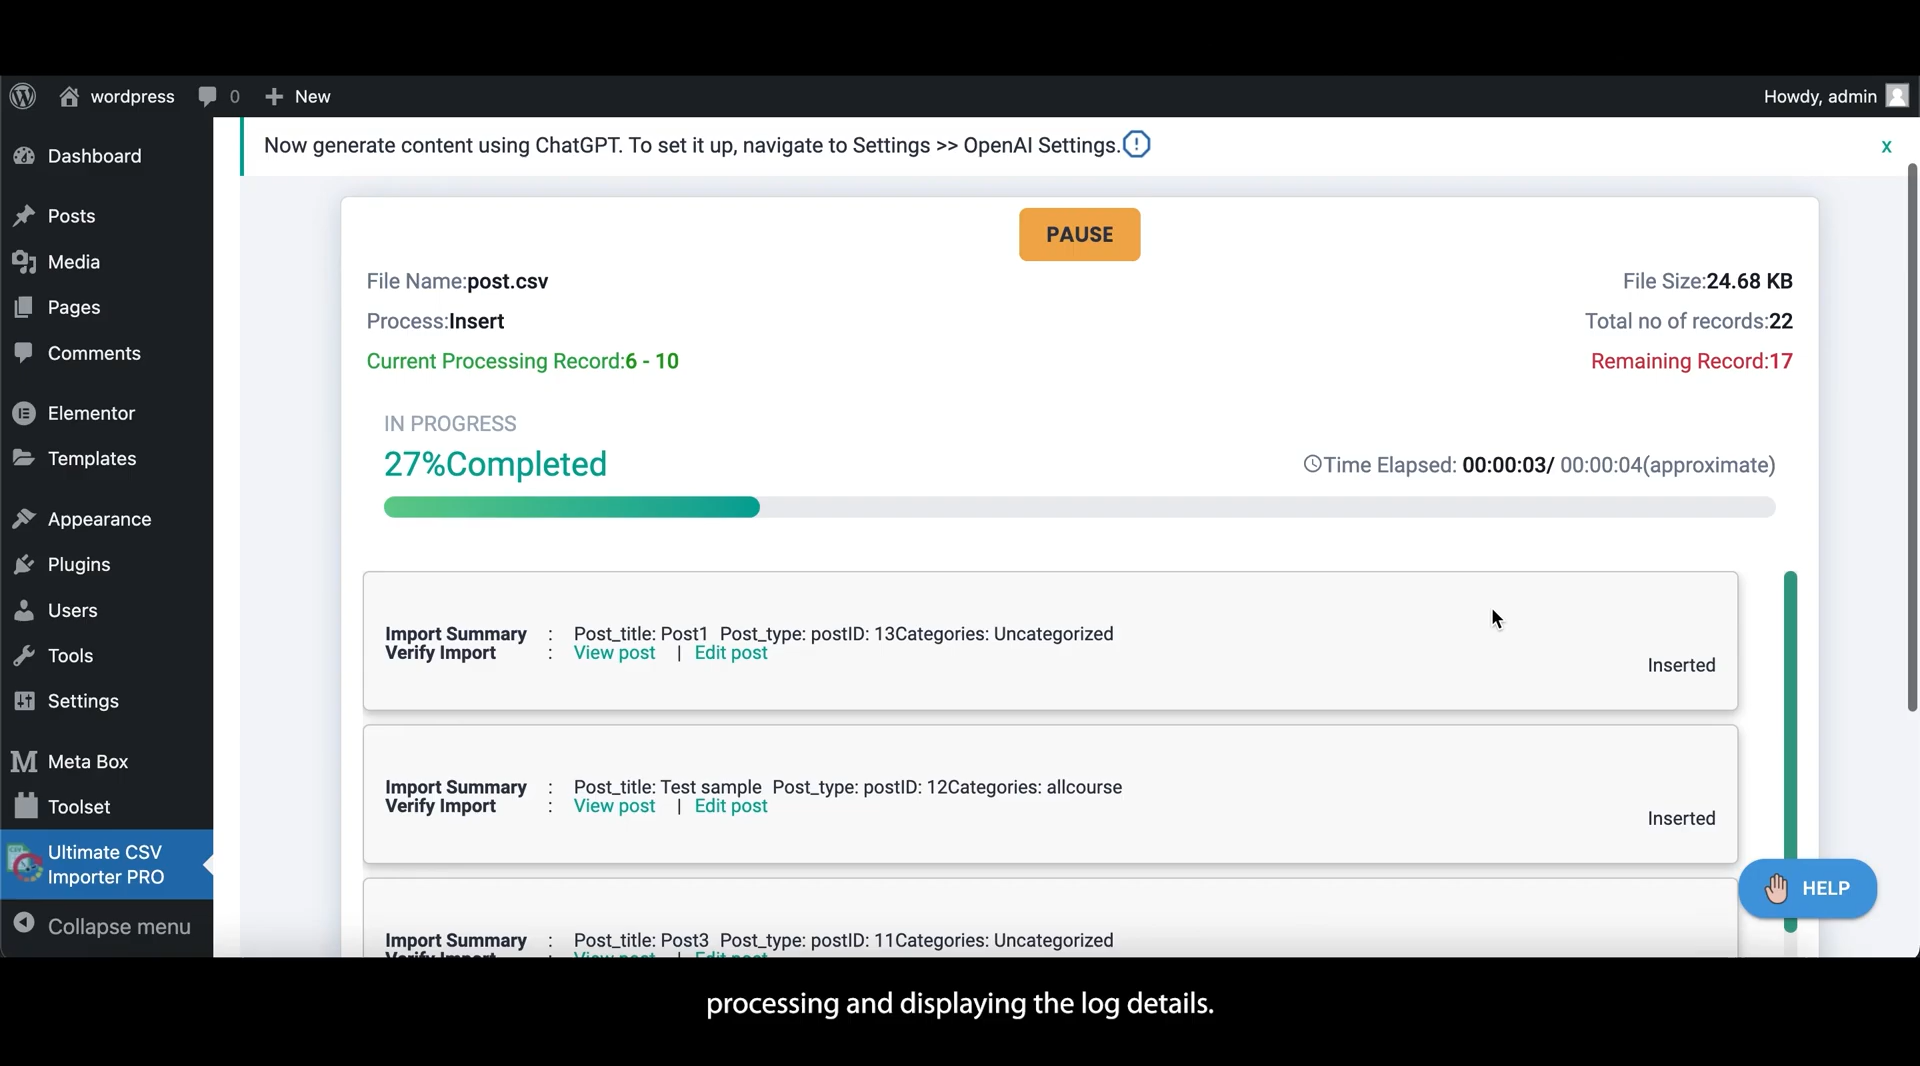 wordpress
0
New
Howdy, admin
Dashboard
Posts
Media
Pages
Comments
Elementor
Templates
Appearance
Plugins
Users
Tools
Settings
Meta Box
Toolset
Ultimate CSV
Importer PRO
Collapse menu
Now generate content using ChatGPT. To set it up, navigate to Settings >> OpenAI Settings.
x
PAUSE
File Name:post.csv
File Size:24.68 KB
Process:Insert
Total no of records:22
Current Processing Record:6 - 10
Remaining Record:17
IN PROGRESS
27%Completed
Time Elapsed: 00:00:03/ 00:00:04(approximate)
Import Summary : Post_title: Post1 Post_type: postID: 13Categories: Uncategorized
Verify Import : View post | Edit post
Inserted
Import Summary : Post_title: Test sample Post_type: postID: 12Categories: allcourse
Verify Import : View post | Edit post
Inserted
Import Summary : Post_title: Post3 Post_type: postID: 11Categories: Uncategorized
Verify Import : View post | Edit post
HELP
processing and displaying the log details.